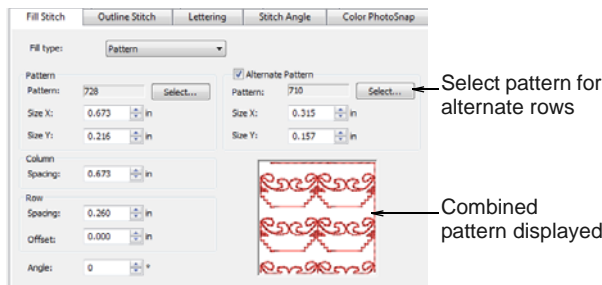 Fill Stitch Outline Stitch Lettering Stitch Angle Color PhotoSnap
Fill type: Pattern
Pattern
Pattern: 728 Select...
Size X: 0.673 in
Size Y: 0.216 in
Alternate Pattern
Pattern: 710 Select...
Size X: 0.315 in
Size Y: 0.157 in
Select pattern for
alternate rows
Column
Spacing: 0.673 in
Row
Spacing: 0.260 in
Offset: 0.000 in
Angle: 0 °
Combined
pattern displayed